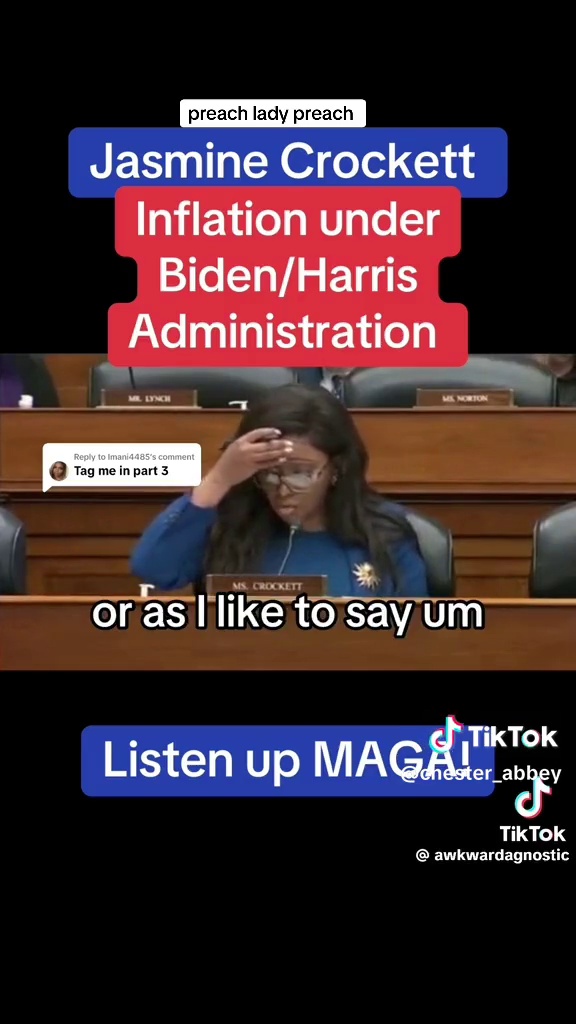 preach lady preach
Jasmine Crockett
Inflation under
Biden/Harris
Administration
MR. LYNCH
MS. NORTON
Reply to Imani4485's comment
Tag me in part 3
MS. CROCKETT
or as I like to say um
Listen up MAGA!
TikTok
@chester_abbey
TikTok
@ awkwardagnostic